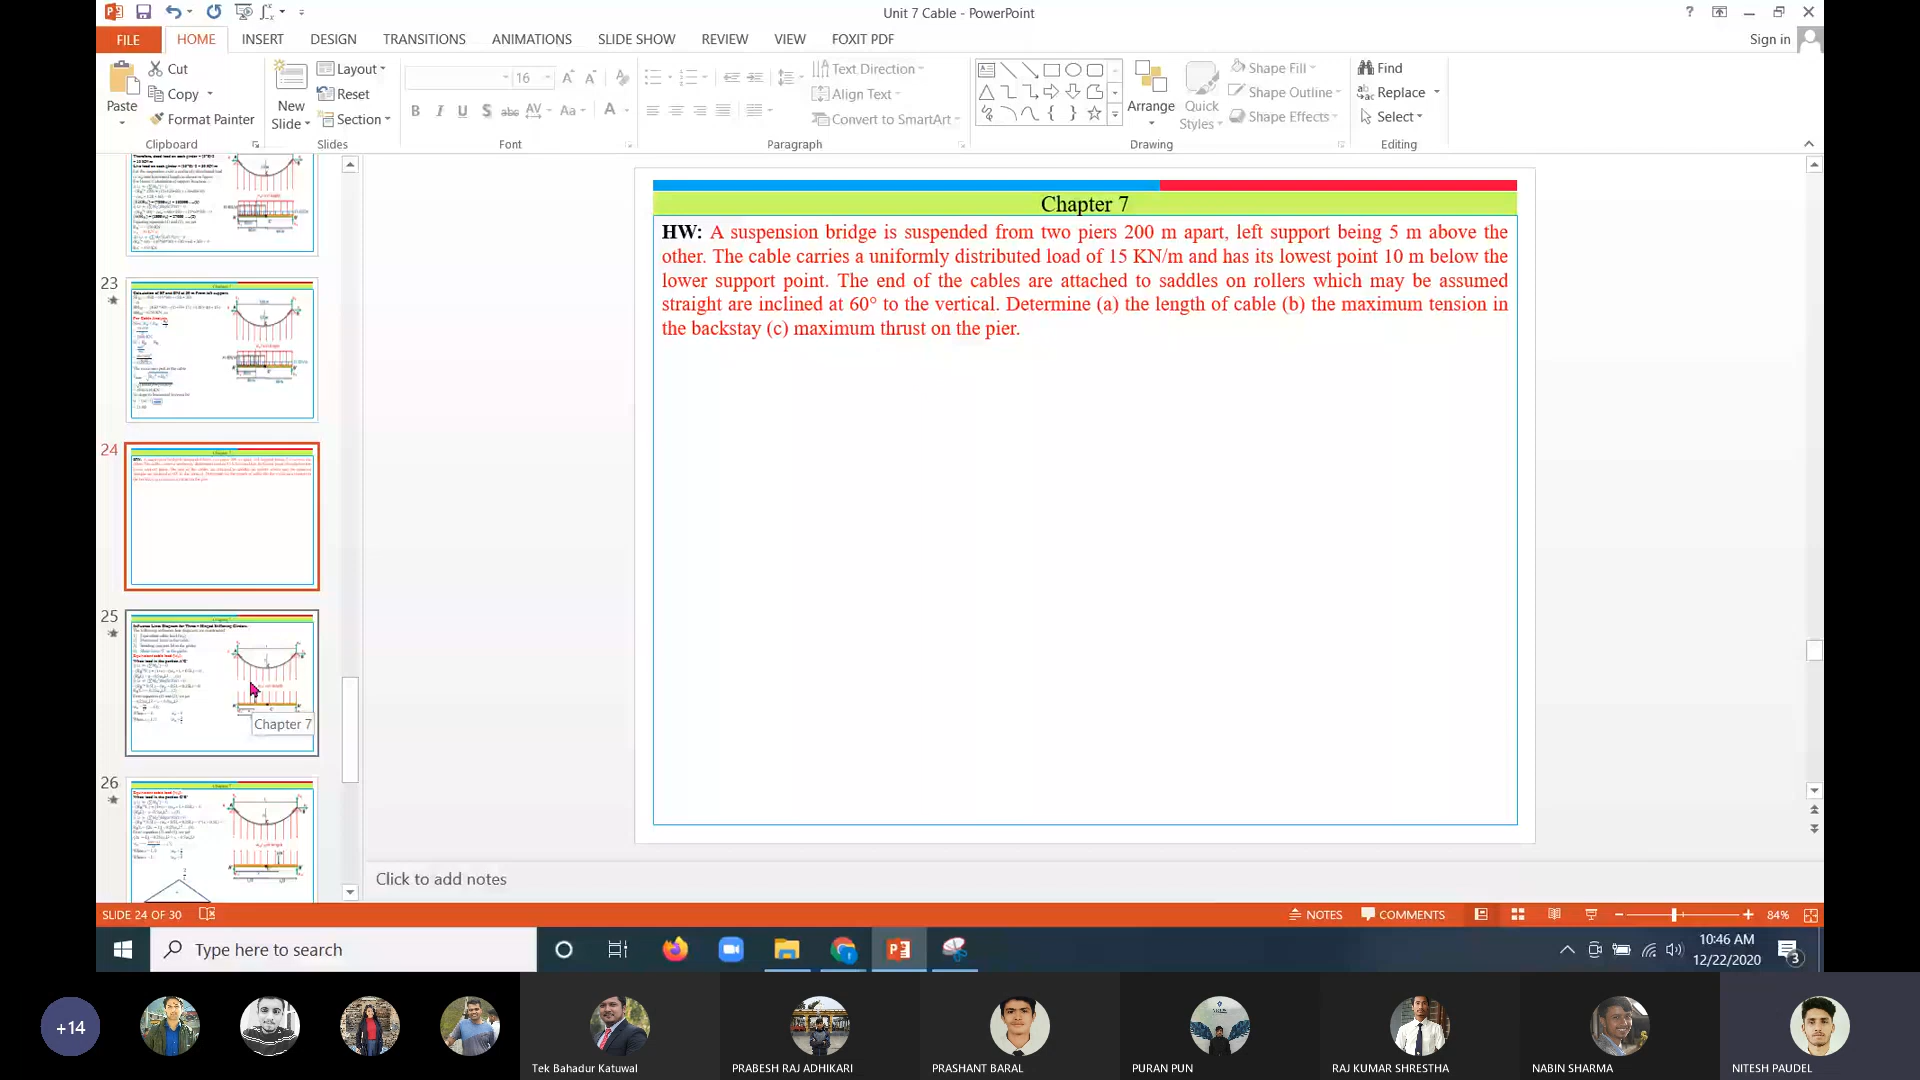 Unit 7 Cable - PowerPoint
FILE HOME INSERT DESIGN TRANSITIONS ANIMATIONS SLIDE SHOW REVIEW VIEW FOXIT PDF Sign in
Paste
Cut
Copy
Format Painter
New Slide
Layout
Reset
Section
16
Text Direction
Align Text
Convert to SmartArt
Arrange
Quick Styles
Shape Fill
Shape Outline
Shape Effects
Find
Replace
Select
Clipboard Slides Font Paragraph Drawing Editing
23
24
25
Chapter 7
26
Chapter 7
HW: A suspension bridge is suspended from two piers 200 m apart, left support being 5 m above the
other. The cable carries a uniformly distributed load of 15 KN/m and has its lowest point 10 m below the
lower support point. The end of the cables are attached to saddles on rollers which may be assumed
straight are inclined at 60° to the vertical. Determine (a) the length of cable (b) the maximum tension in
the backstay (c) maximum thrust on the pier.
Click to add notes
SLIDE 24 OF 30 NOTES COMMENTS 84%
Type here to search
10:46 AM
12/22/2020
3
+14
Tek Bahadur Katuwal PRABESH RAJ ADHIKARI PRASHANT BARAL PURAN PUN RAJ KUMAR SHRESTHA NABIN SHARMA NITESH PAUDEL